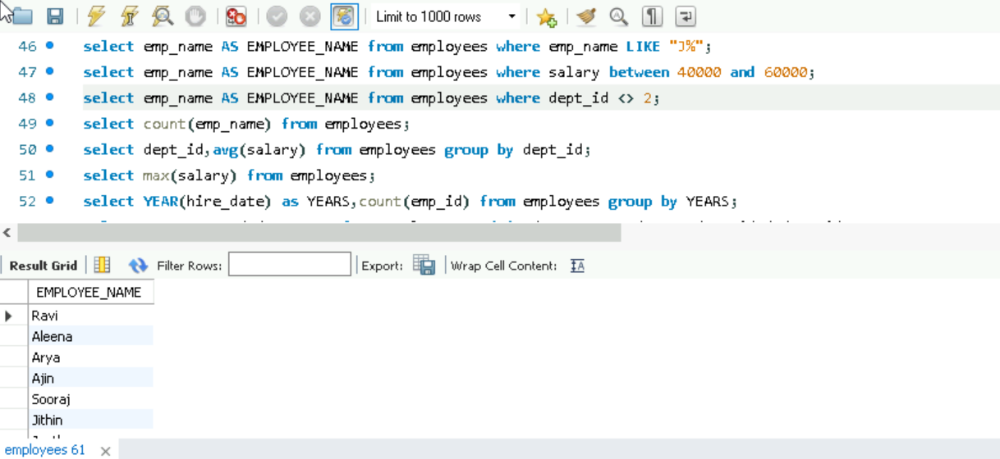 Limit to 1000 rows
46 select emp_name AS EMPLOYEE_NAME from employees where emp_name LIKE "J%";
47 select emp_name AS EMPLOYEE_NAME from employees where salary between 40000 and 60000;
48 select emp_name AS EMPLOYEE_NAME from employees where dept_id <> 2;
49 select count(emp_name) from employees;
50 select dept_id,avg(salary) from employees group by dept_id;
51 select max(salary) from employees;
52 select YEAR(hire_date) as YEARS,count(emp_id) from employees group by YEARS;
Result Grid Filter Rows: Export: Wrap Cell Content: IA
EMPLOYEE_NAME
Ravi
Aleena
Arya
Ajin
Sooraj
Jithin
employees 61